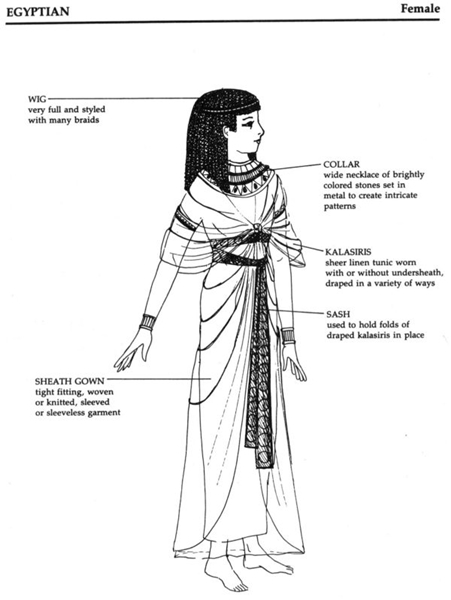 EGYPTIAN
Female
WIG
very full and styled
with many braids
COLLAR
wide necklace of brightly
colored stones set in
metal to create intricate
patterns
KALASIRIS
sheer linen tunic worn
with or without undersheath,
draped in a variety of ways
SASH
used to hold folds of
draped kalasiris in place
SHEATH GOWN
tight fitting, woven
or knitted, sleeved
or sleeveless garment